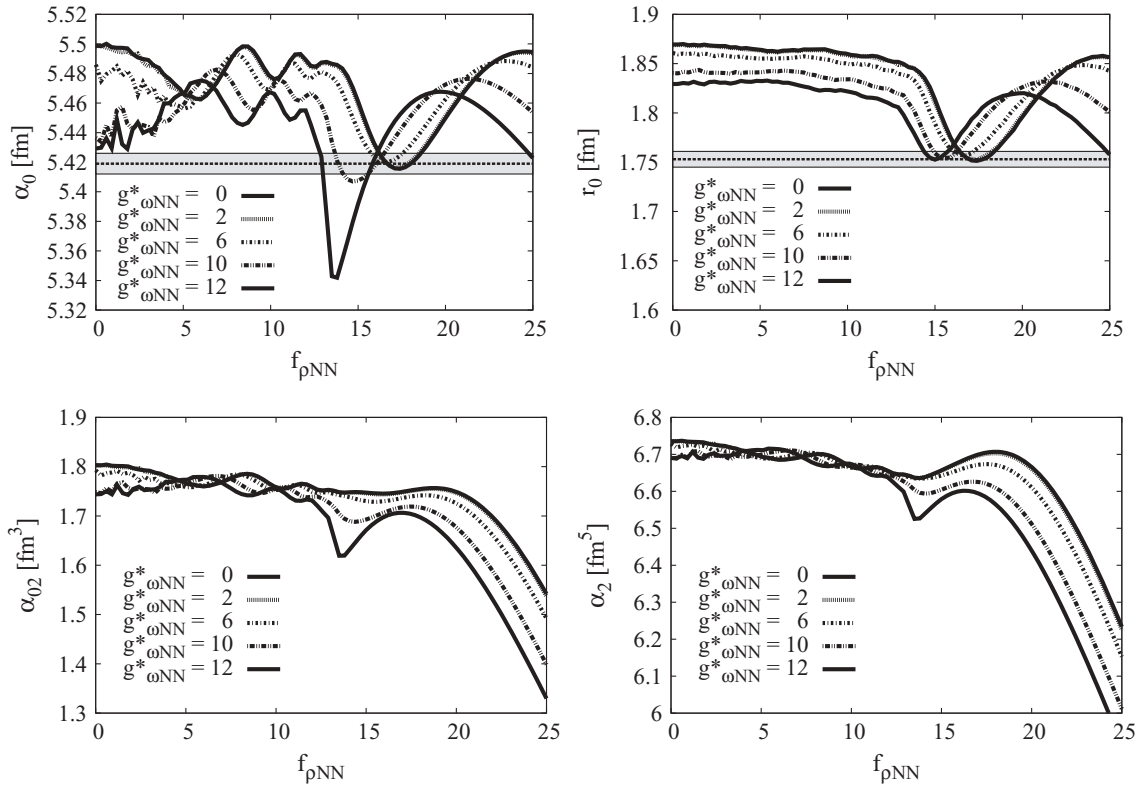 5.52
5.5
5.48
5.46
5.44
5.42
5.4
5.38
5.36
5.34
5.32
α0 [fm]
g*ωNN = 0
g*ωNN = 2
g*ωNN = 6
g*ωNN = 10
g*ωNN = 12
0 5 10 15 20 25
fρNN
1.9
1.85
1.8
1.75
1.7
1.65
1.6
r0 [fm]
g*ωNN = 0
g*ωNN = 2
g*ωNN = 6
g*ωNN = 10
g*ωNN = 12
0 5 10 15 20 25
fρNN
1.9
1.8
1.7
1.6
1.5
1.4
1.3
α02 [fm3]
g*ωNN = 0
g*ωNN = 2
g*ωNN = 6
g*ωNN = 10
g*ωNN = 12
0 5 10 15 20 25
fρNN
6.8
6.7
6.6
6.5
6.4
6.3
6.2
6.1
6
α2 [fm5]
g*ωNN = 0
g*ωNN = 2
g*ωNN = 6
g*ωNN = 10
g*ωNN = 12
0 5 10 15 20 25
fρNN